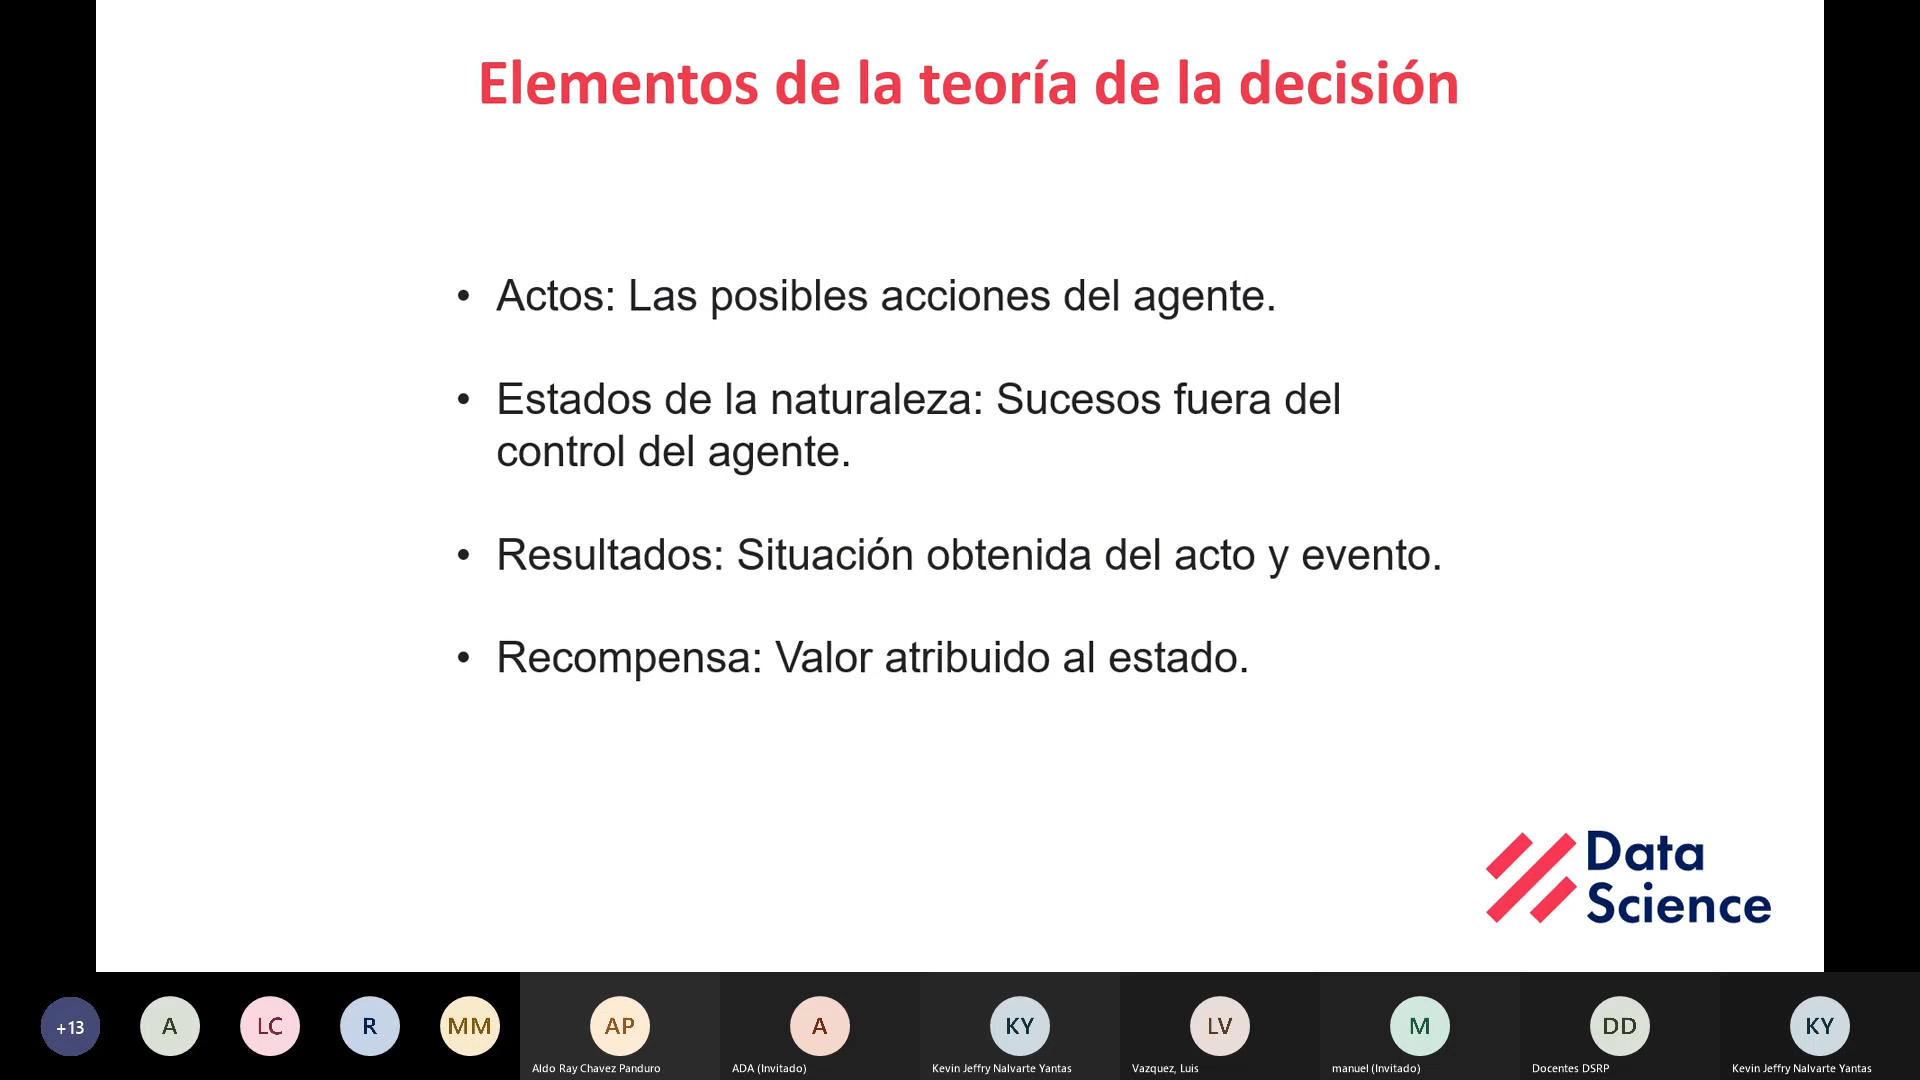 Elementos de la teoría de la decisión
• Actos: Las posibles acciones del agente.
• Estados de la naturaleza: Sucesos fuera del
control del agente.
• Resultados: Situación obtenida del acto y evento.
• Recompensa: Valor atribuido al estado.
Data
Science
+13
A
LC
R
MM
AP
A
KY
LV
M
DD
KY
Aldo Ray Chavez Panduro
ADA (Invitado)
Kevin Jeffry Nalvarte Yantas
Vazquez, Luis
manuel (Invitado)
Docentes DSRP
Kevin Jeffry Nalvarte Yantas